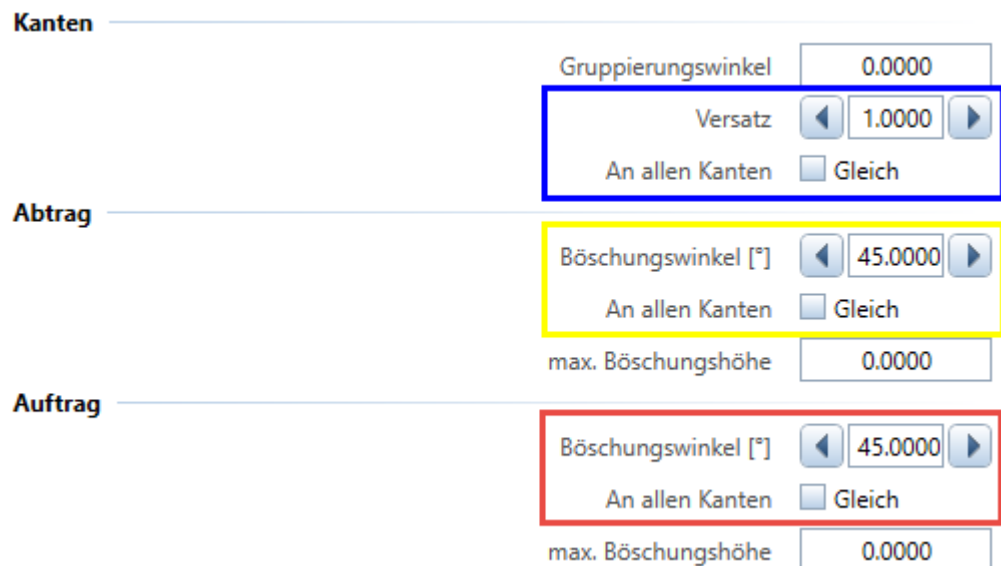 Kanten
Gruppierungswinkel 0.0000
Versatz 1.0000
An allen Kanten Gleich
Abtrag
Böschungswinkel [°] 45.0000
An allen Kanten Gleich
max. Böschungshöhe 0.0000
Auftrag
Böschungswinkel [°] 45.0000
An allen Kanten Gleich
max. Böschungshöhe 0.0000